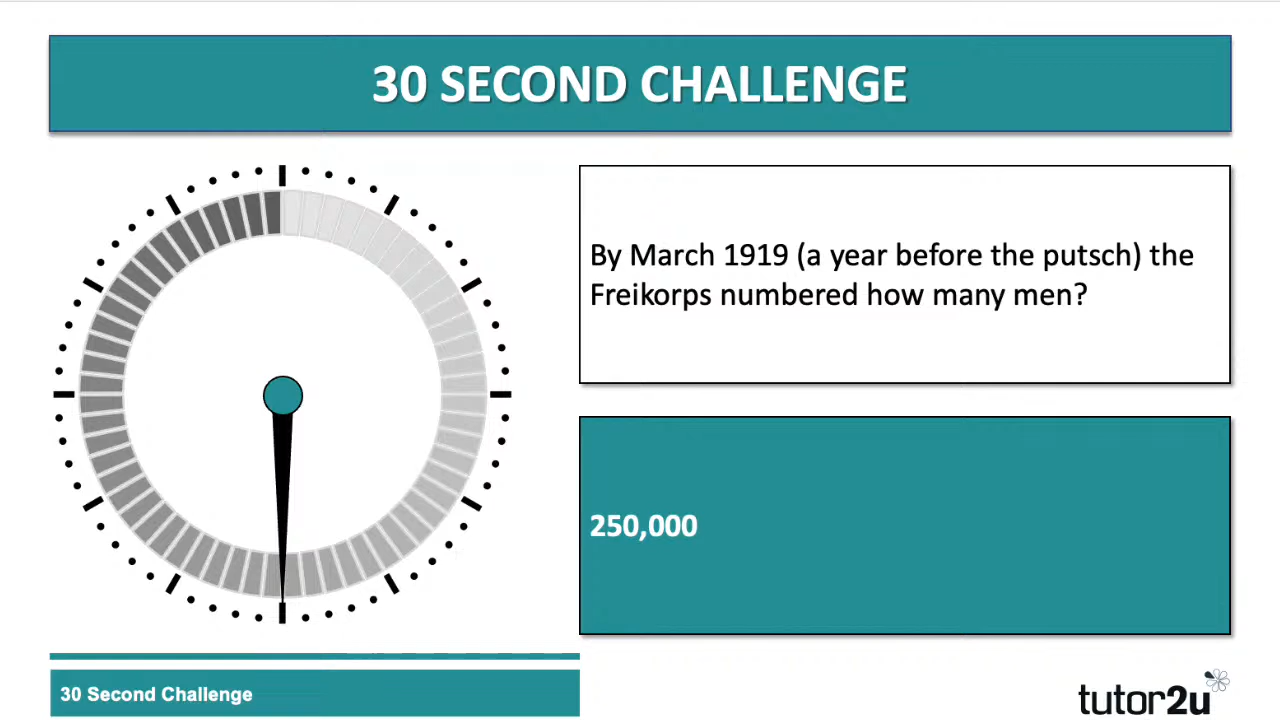 30 SECOND CHALLENGE
By March 1919 (a year before the putsch) the
Freikorps numbered how many men?
250,000
30 Second Challenge
tutor2u